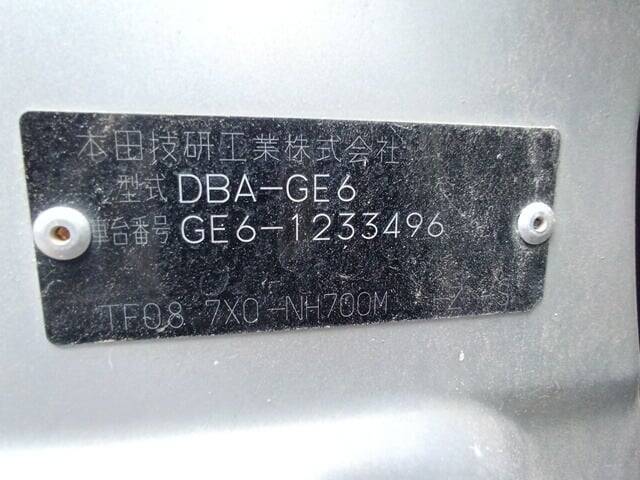 本田技研工業株式会社
型式 DBA-GE6
車台番号 GE6-1233496
TF08 7X0-NH700M